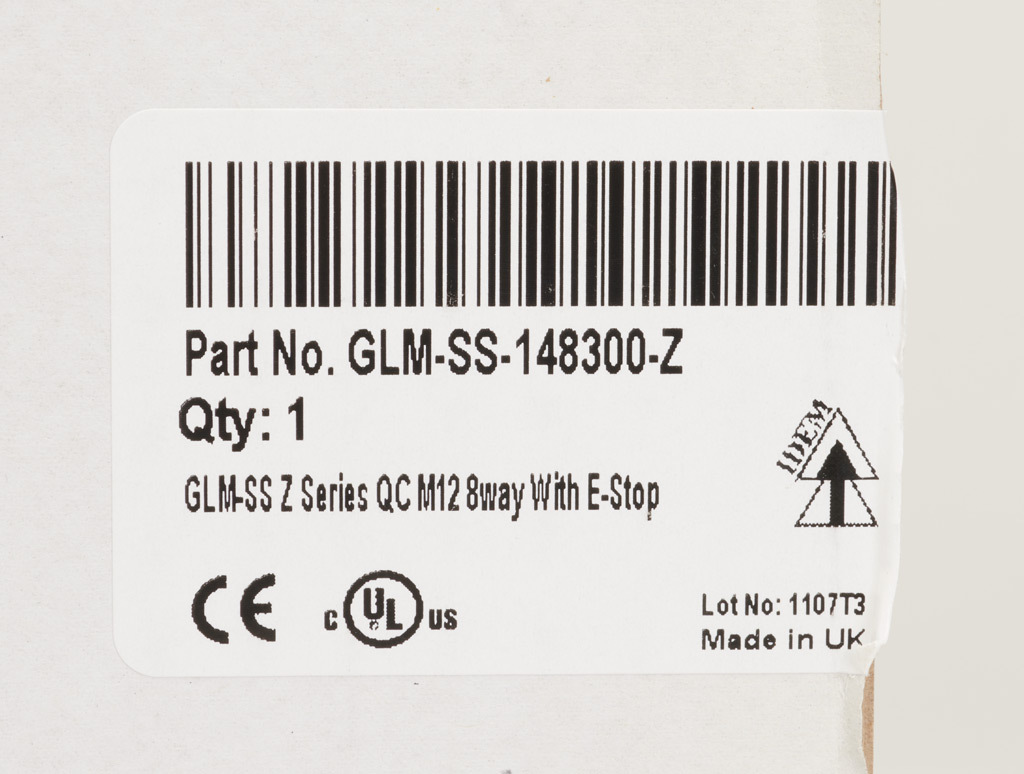 Part No. GLM-SS-148300-Z
Qty: 1
IDEM
GLM-SS Z Series QC M12 8way With E-Stop
CE
c UL us
Lot No: 1107T3
Made in UK